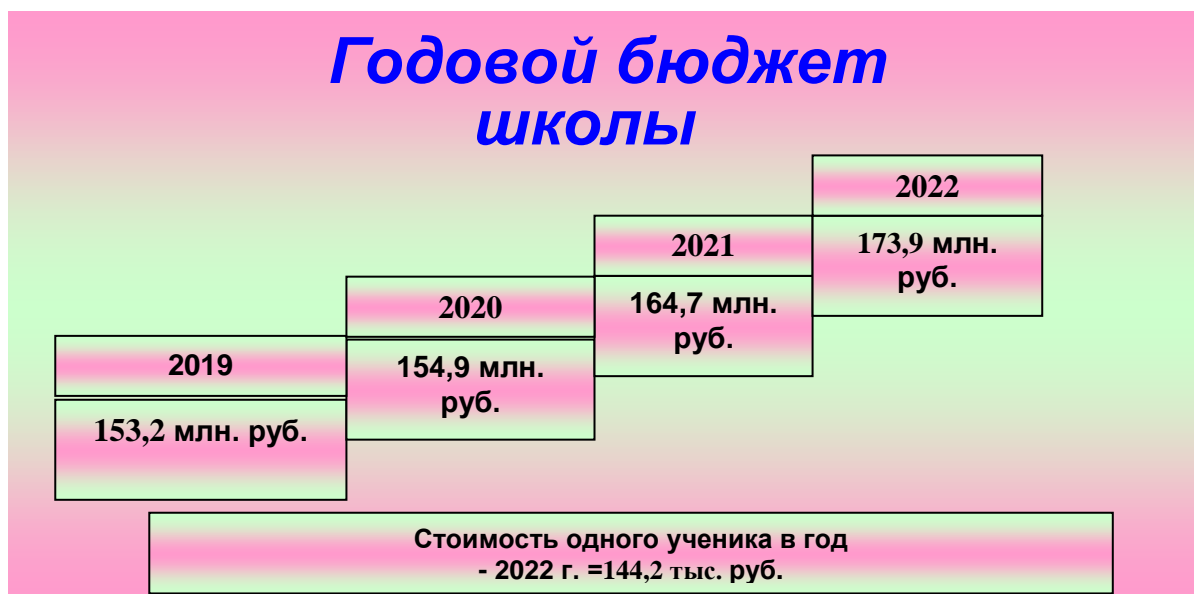 Годовой бюджет
школы
2022
173,9 млн.
руб.
2021
164,7 млн.
руб.
2020
154,9 млн.
руб.
2019
153,2 млн. руб.
Стоимость одного ученика в год
- 2022 г. =144,2 тыс. руб.